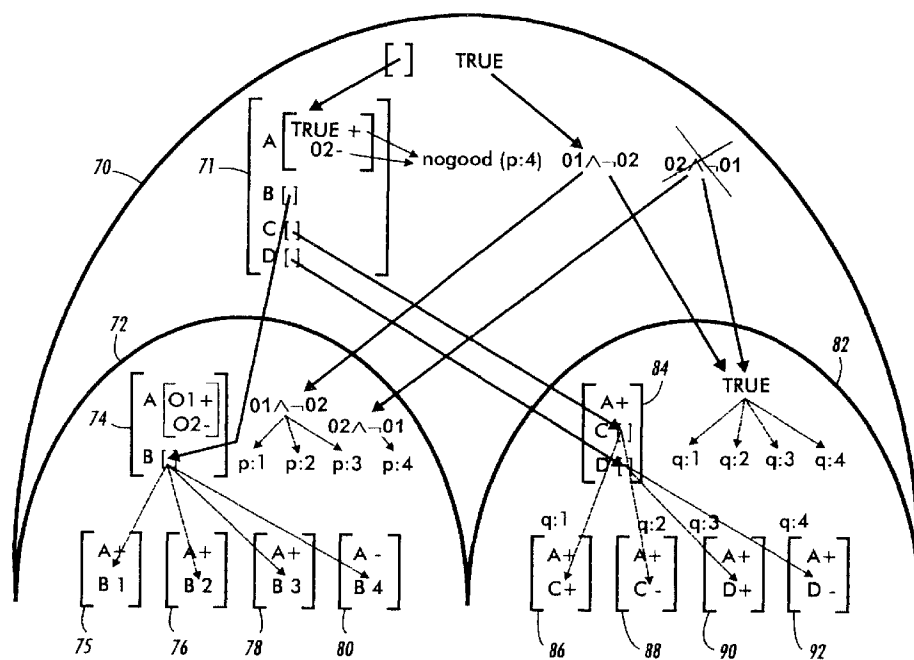 [ ] TRUE
A [TRUE +
02-]
nogood (p:4) 01∧¬02 02∧¬01
70
71
B [ ]
C [ ]
D [ ]
72
82
84
74
A [O1+
O2-]
B [ ]
01∧¬02
02∧¬01
p:1 p:2 p:3 p:4
A+
C [ ]
D [ ]
TRUE
q:1 q:2 q:3 q:4
q:1 q:2 q:3 q:4
A+ A+ A+ A - A+ A+ A+ A+
B 1 B 2 B 3 B 4 C+ C - D+ D -
75 76 78 80 86 88 90 92